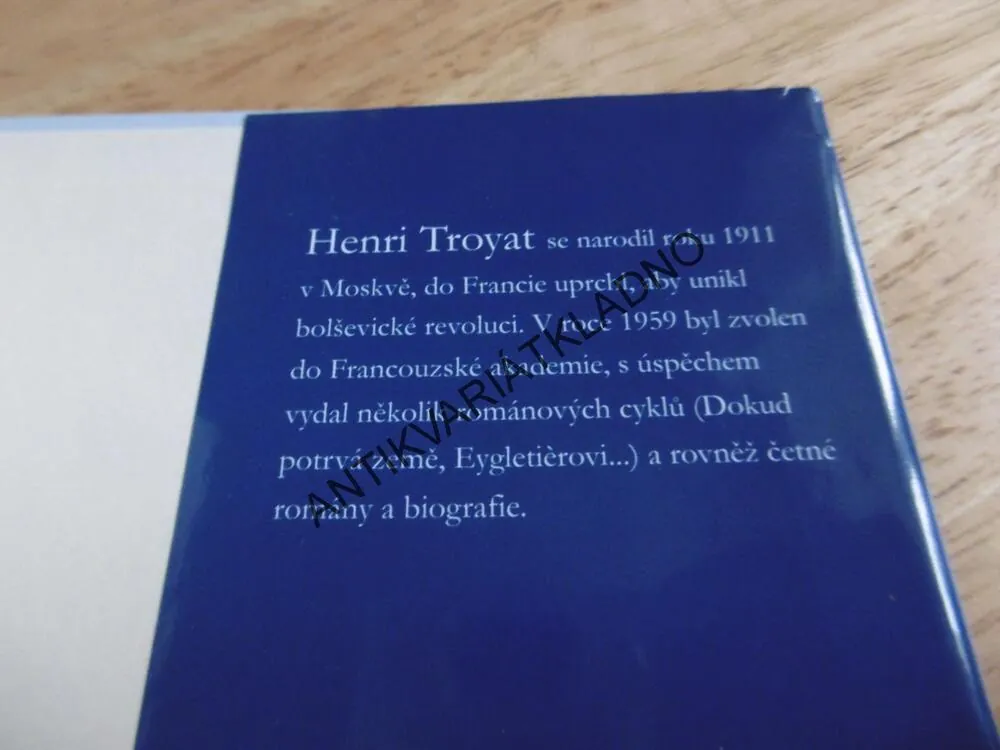 Henri Troyat se narodil roku 1911
v Moskvě, do Francie uprchl, aby unikl
bolševické revoluci. V roce 1959 byl zvolen
do Francouzské akademie, s úspěchem
vydal několik románových cyklů (Dokud
potrvá země, Eygletièrovi...) a rovněž četné
romány a biografie.
ANTIKVARIÁTKLADNO